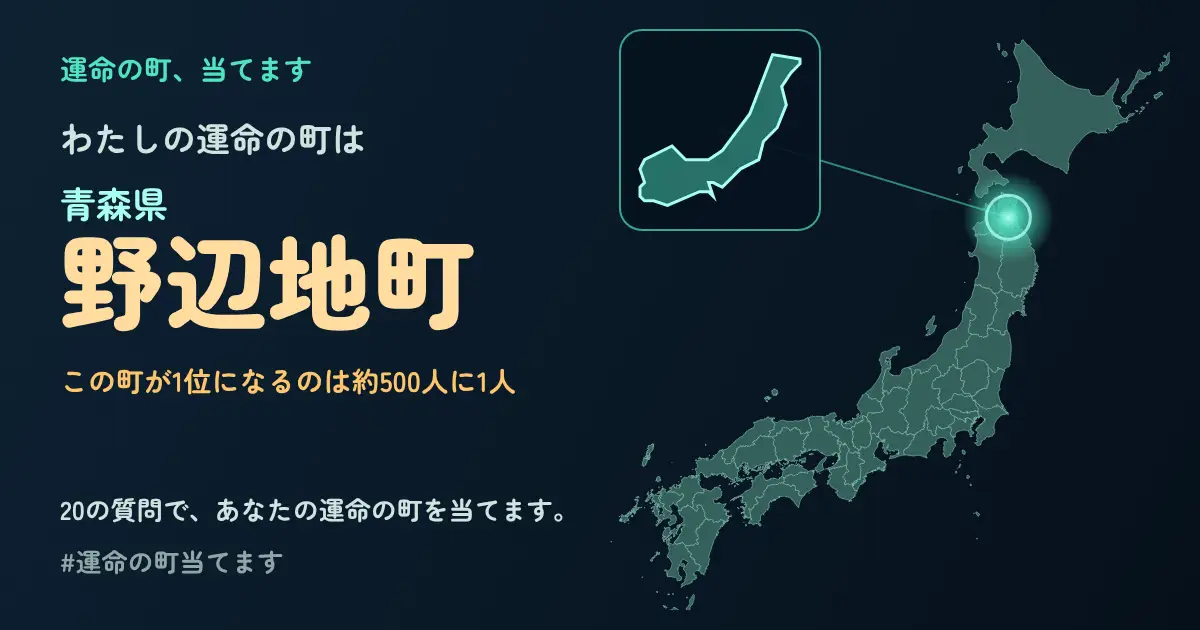 運命の町、当てます
わたしの運命の町は
青森県
野辺地町
この町が1位になるのは約500人に1人
20の質問で、あなたの運命の町を当てます。
#運命の町当てます